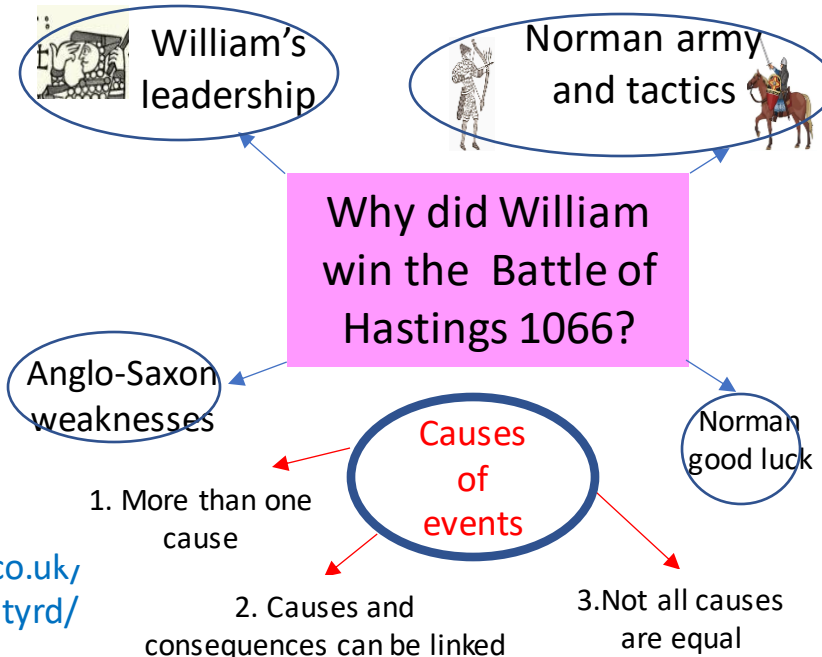 William's
leadership
Norman army
and tactics
Why did William
win the Battle of
Hastings 1066?
Anglo-Saxon
weaknesses
Norman
good luck
Causes
of
events
1. More than one
cause
co.uk/
tyrd/
2. Causes and
consequences can be linked
3.Not all causes
are equal